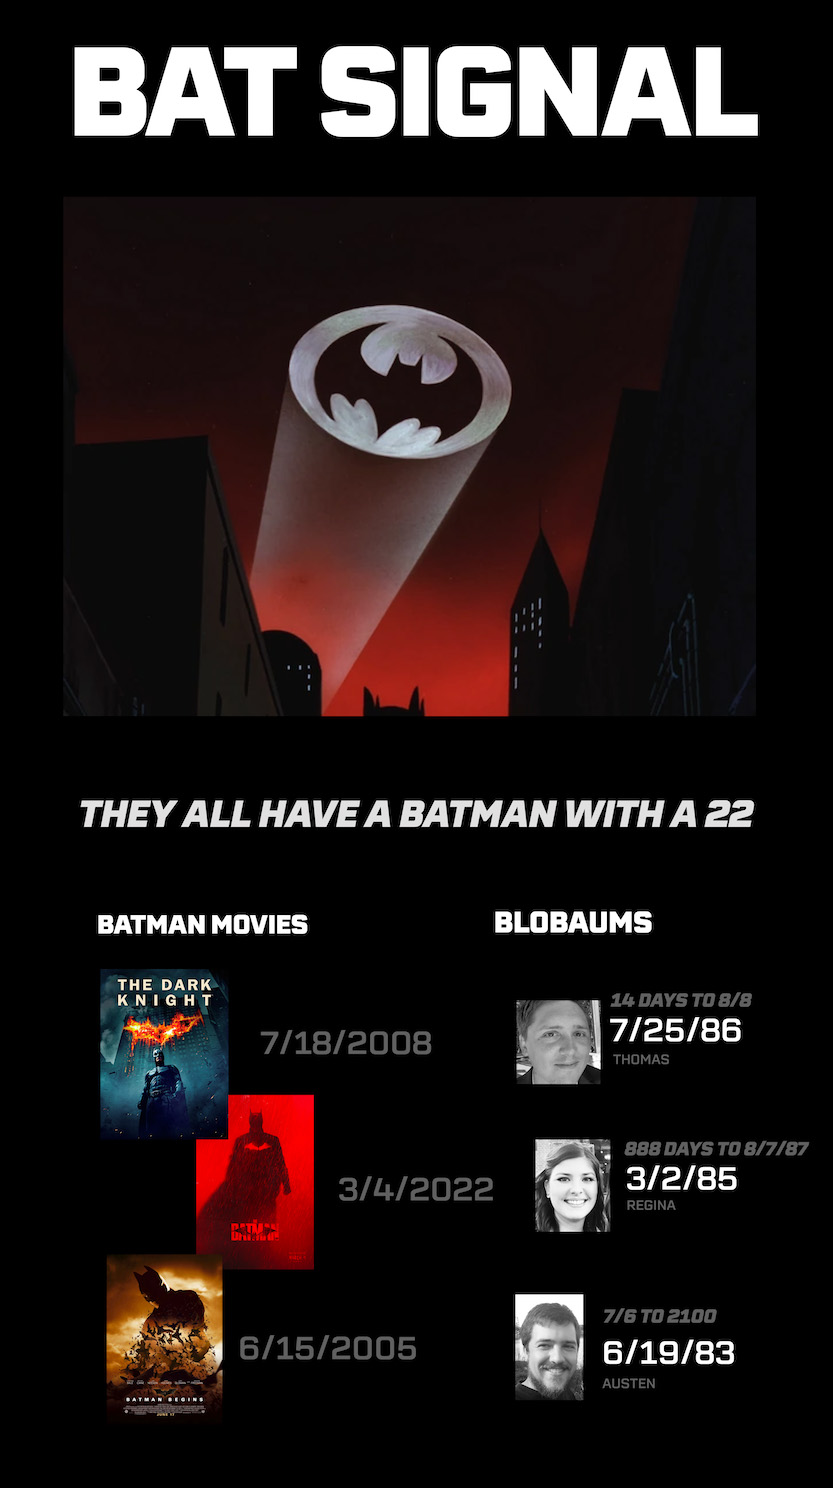 BAT SIGNAL
THEY ALL HAVE A BATMAN WITH A 22
BATMAN MOVIES
BLOBAUMS
THE DARK
KNIGHT
7/18/2008
14 DAYS TO 8/8
7/25/86
THOMAS
THE
BATMAN
3/4/2022
888 DAYS TO 8/7/87
3/2/85
REGINA
BATMAN BEGINS
JUNE 17
6/15/2005
7/6 TO 2100
6/19/83
AUSTEN